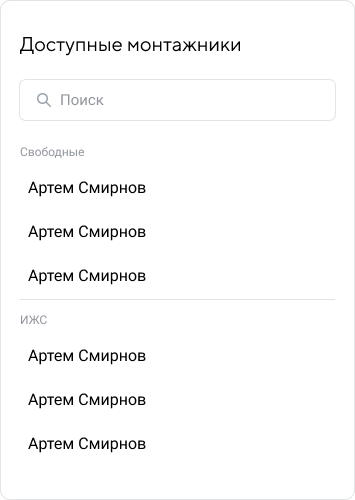 Доступные монтажники
Поиск
Свободные
Артем Смирнов
Артем Смирнов
Артем Смирнов
ИЖС
Артем Смирнов
Артем Смирнов
Артем Смирнов